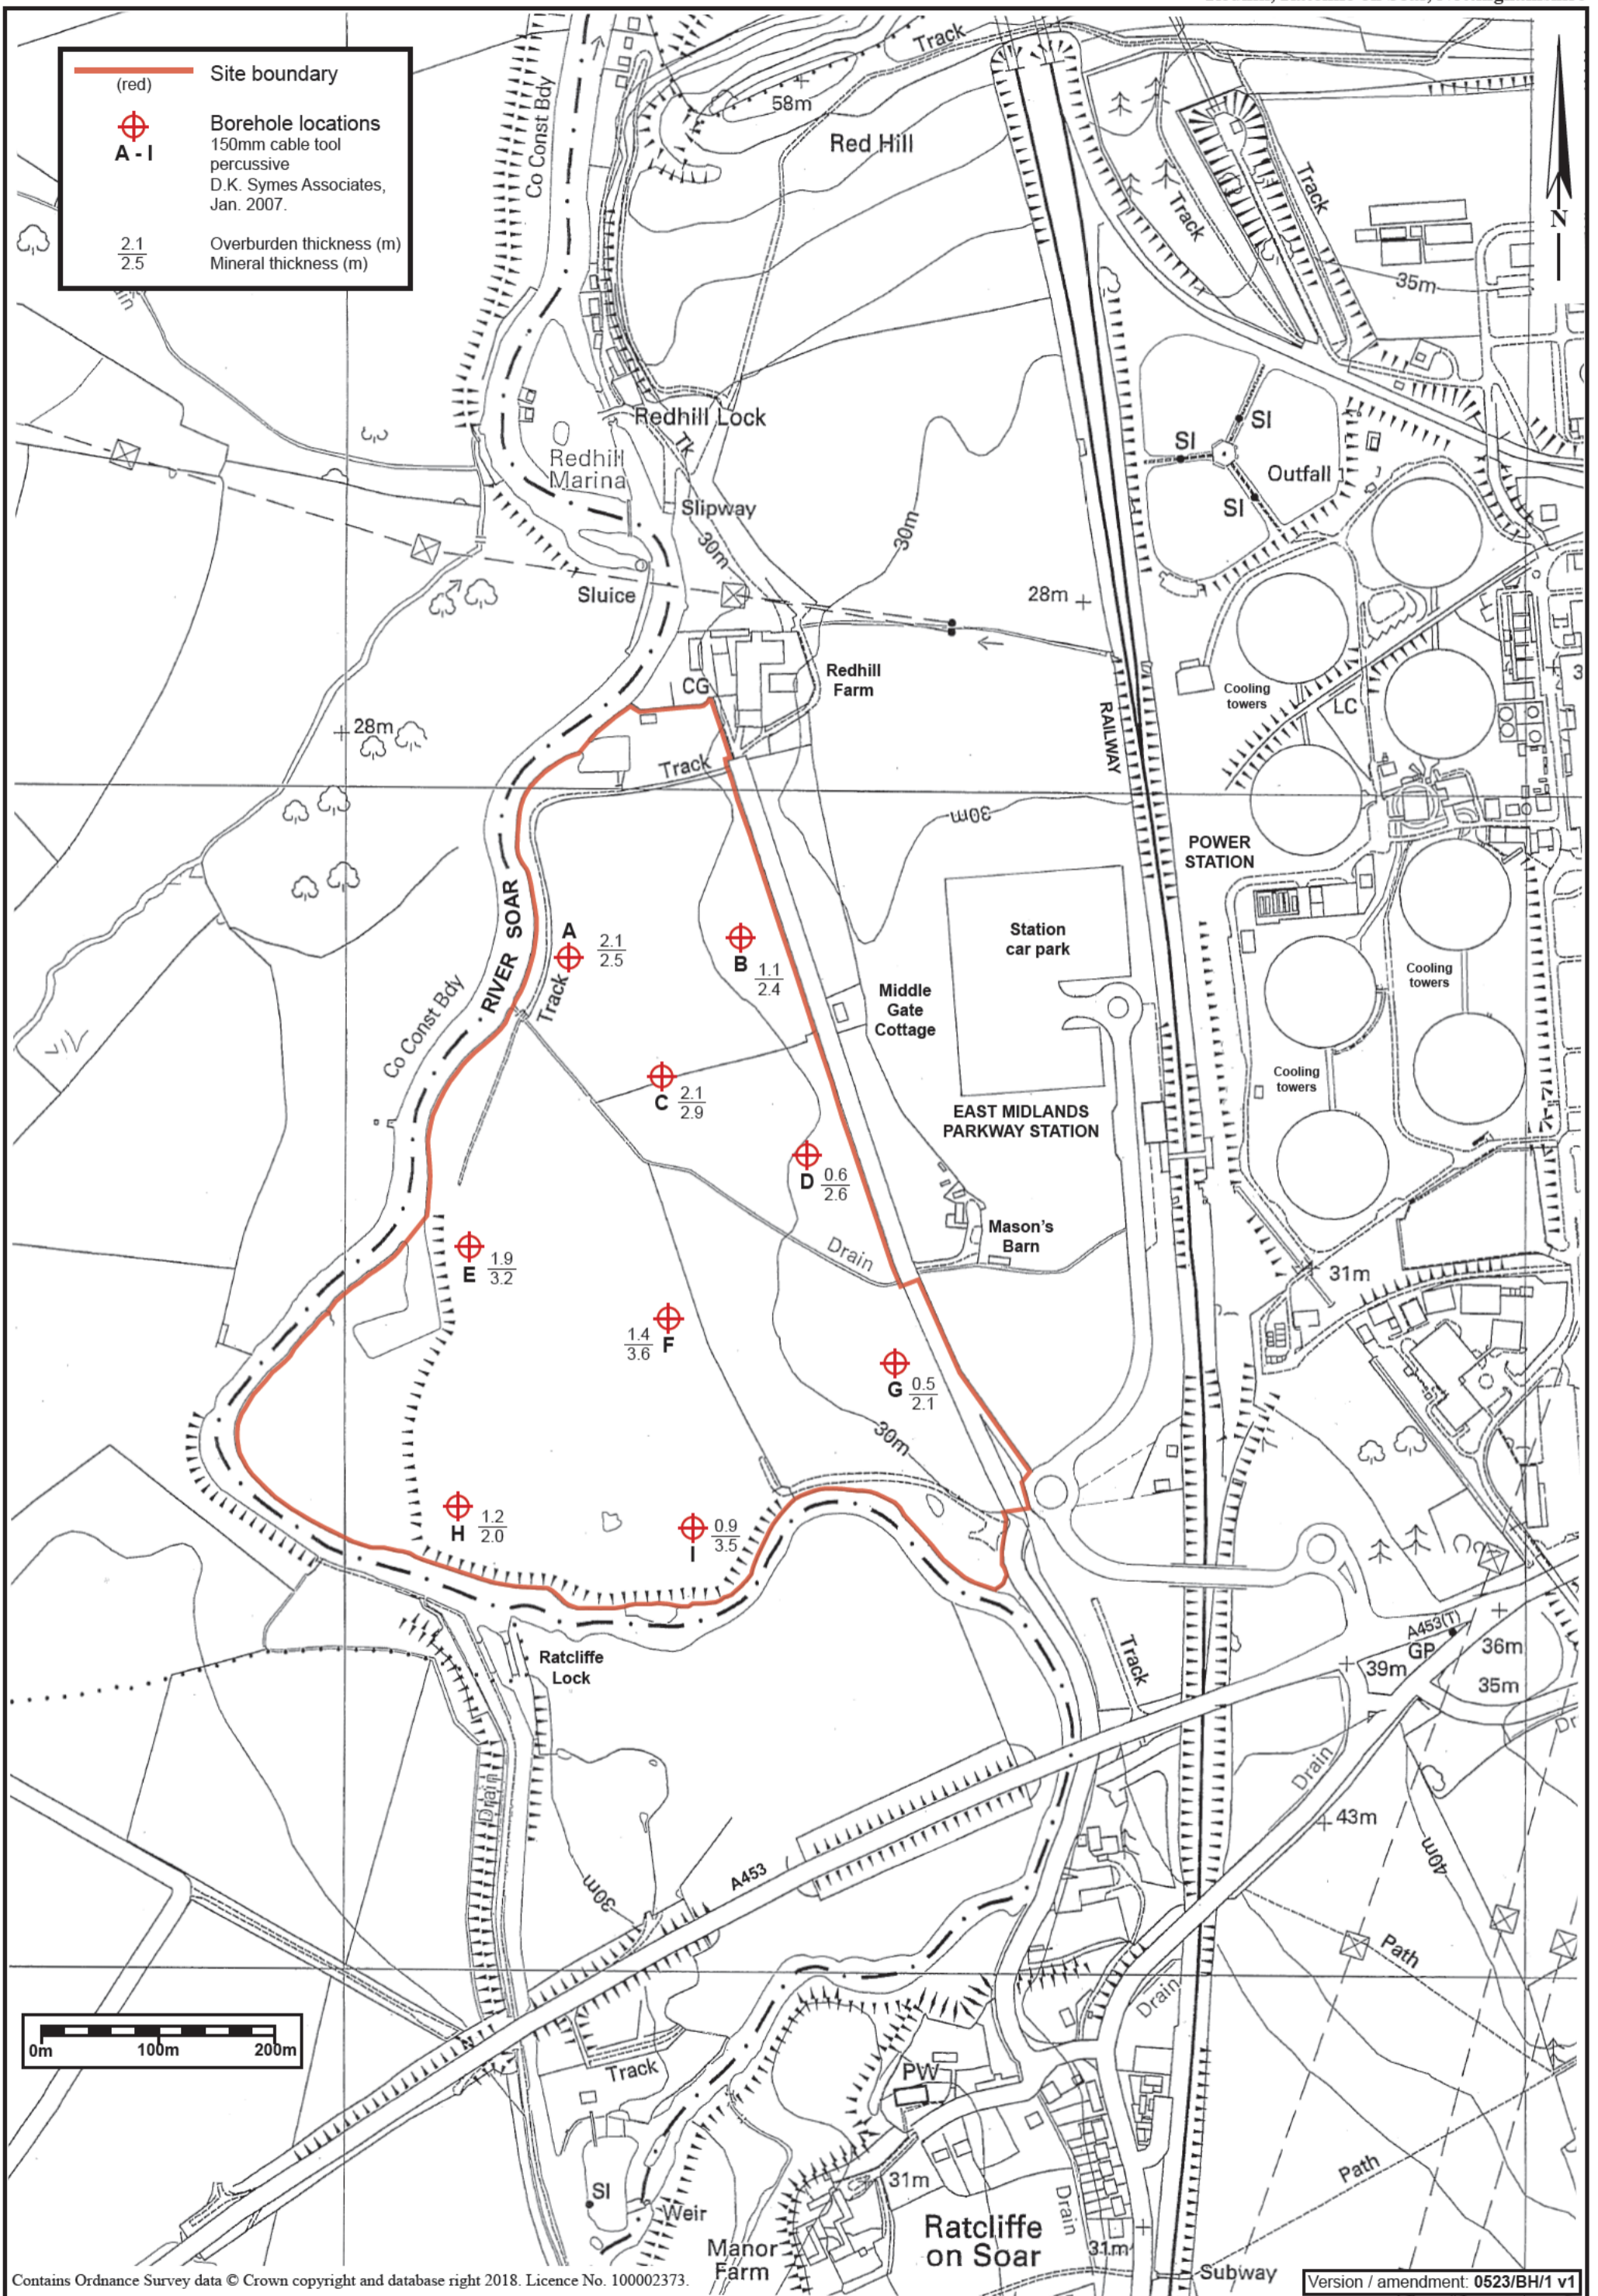 (red)
Site boundary
A - I
Borehole locations
150mm cable tool
percussive
D.K. Symes Associates,
Jan. 2007.
2.1
2.5
Overburden thickness (m)
Mineral thickness (m)
Co Const Bdy
Track
58m
Red Hill
Track
Track
N
35m
Redhill Lock
Tk
Redhill
Marina
Slipway
30m
30m
SI
SI
SI
Outfall
Sluice
28m
CG
Redhill
Farm
RAILWAY
Cooling
towers
LC
28m
Track
30m
POWER
STATION
RIVER SOAR
Co Const Bdy
Track
A
2.1
2.5
B
1.1
2.4
Station
car park
Middle
Gate
Cottage
Cooling
towers
Cooling
towers
C
2.1
2.9
EAST MIDLANDS
PARKWAY STATION
D
0.6
2.6
Mason's
Barn
Drain
31m
E
1.9
3.2
1.4
3.6
F
G
0.5
2.1
30m
H
1.2
2.0
I
0.9
3.5
Ratcliffe
Lock
Track
A453(T)
GP
39m
36m
35m
Dr
Drain
Drain
43m
40m
30m
A453
Path
Drain
0m
100m
200m
Track
PW
Path
31m
SI
Weir
Manor
Farm
Ratcliffe
on Soar
Drain
31m
Subway
Contains Ordnance Survey data © Crown copyright and database right 2018. Licence No. 100002373.
Version / amendment: 0523/BH/1 v1